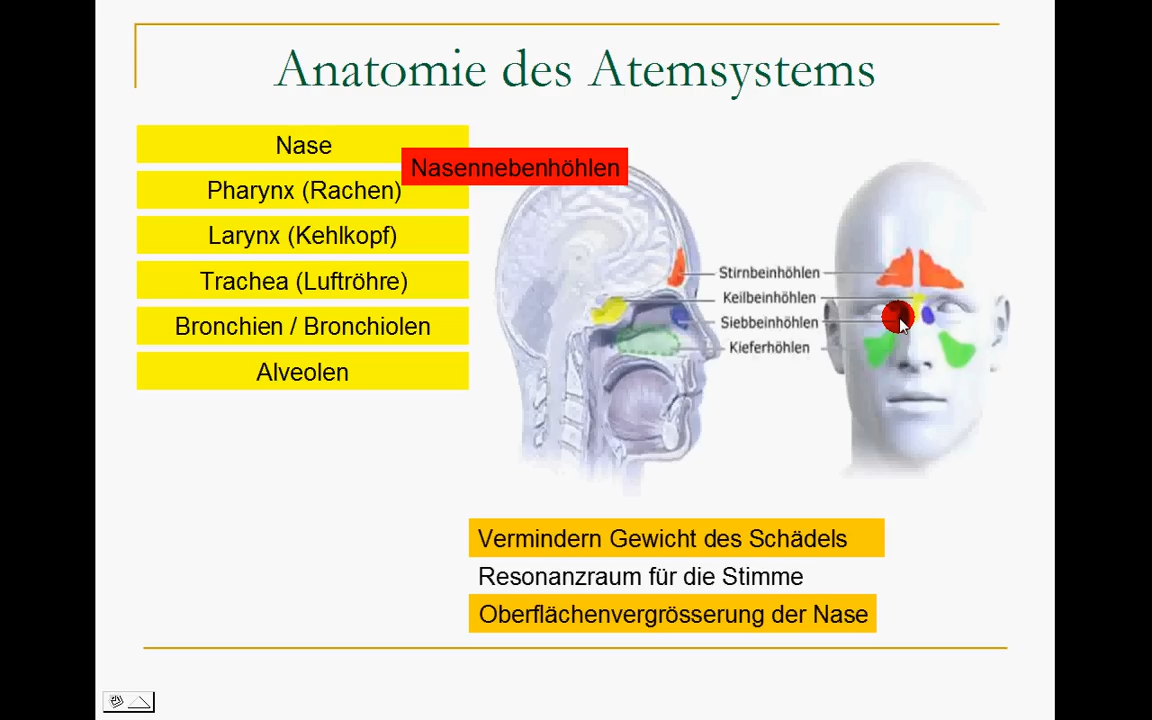 Anatomie des Atemsystems
Nase
Nasennebenhöhlen
Pharynx (Rachen)
Larynx (Kehlkopf)
Trachea (Luftröhre)
Bronchien / Bronchiolen
Alveolen
Stirnbeinhöhlen
Keilbeinhöhlen
Siebbeinhöhlen
Kieferhöhlen
Vermindern Gewicht des Schädels
Resonanzraum für die Stimme
Oberflächenvergrösserung der Nase